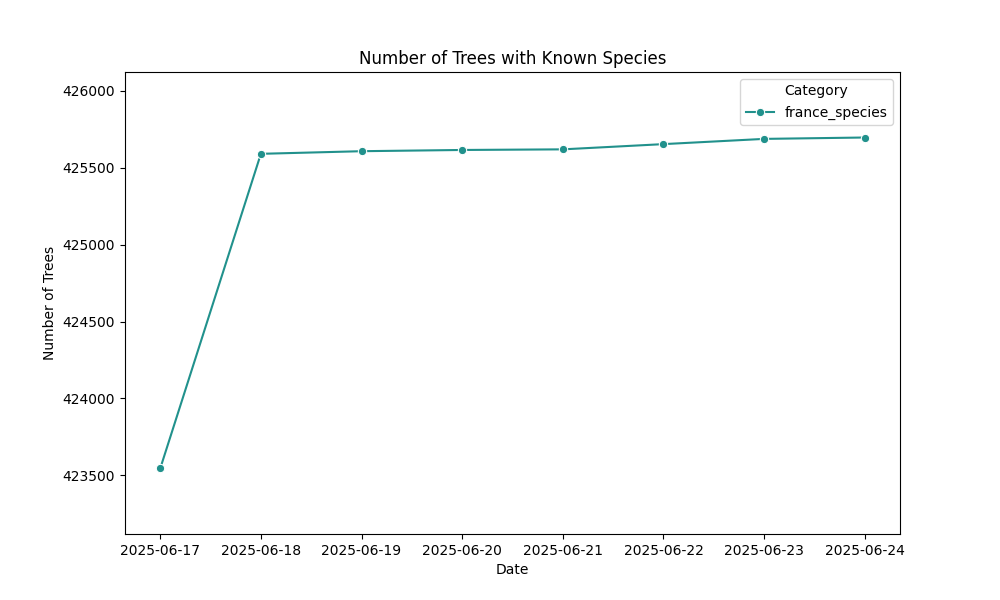 Number of Trees with Known Species
Category
france_species
426000
425500
425000
424500
424000
423500
Number of Trees
2025-06-17 2025-06-18 2025-06-19 2025-06-20 2025-06-21 2025-06-22 2025-06-23 2025-06-24
Date